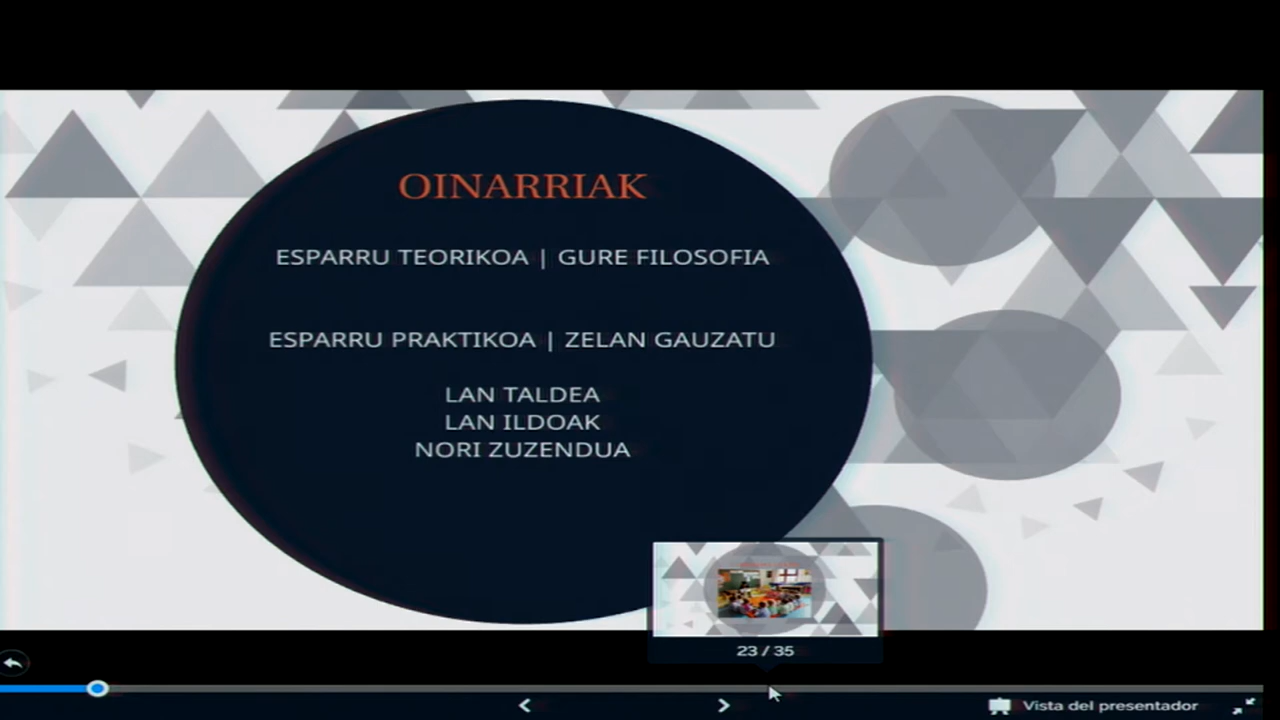 OINARRIAK
ESPARRU TEORIKOA | GURE FILOSOFIA
ESPARRU PRAKTIKOA | ZELAN GAUZATU
LAN TALDEA
LAN ILDOAK
NORI ZUZENDUA
23 / 35
Vista del presentador